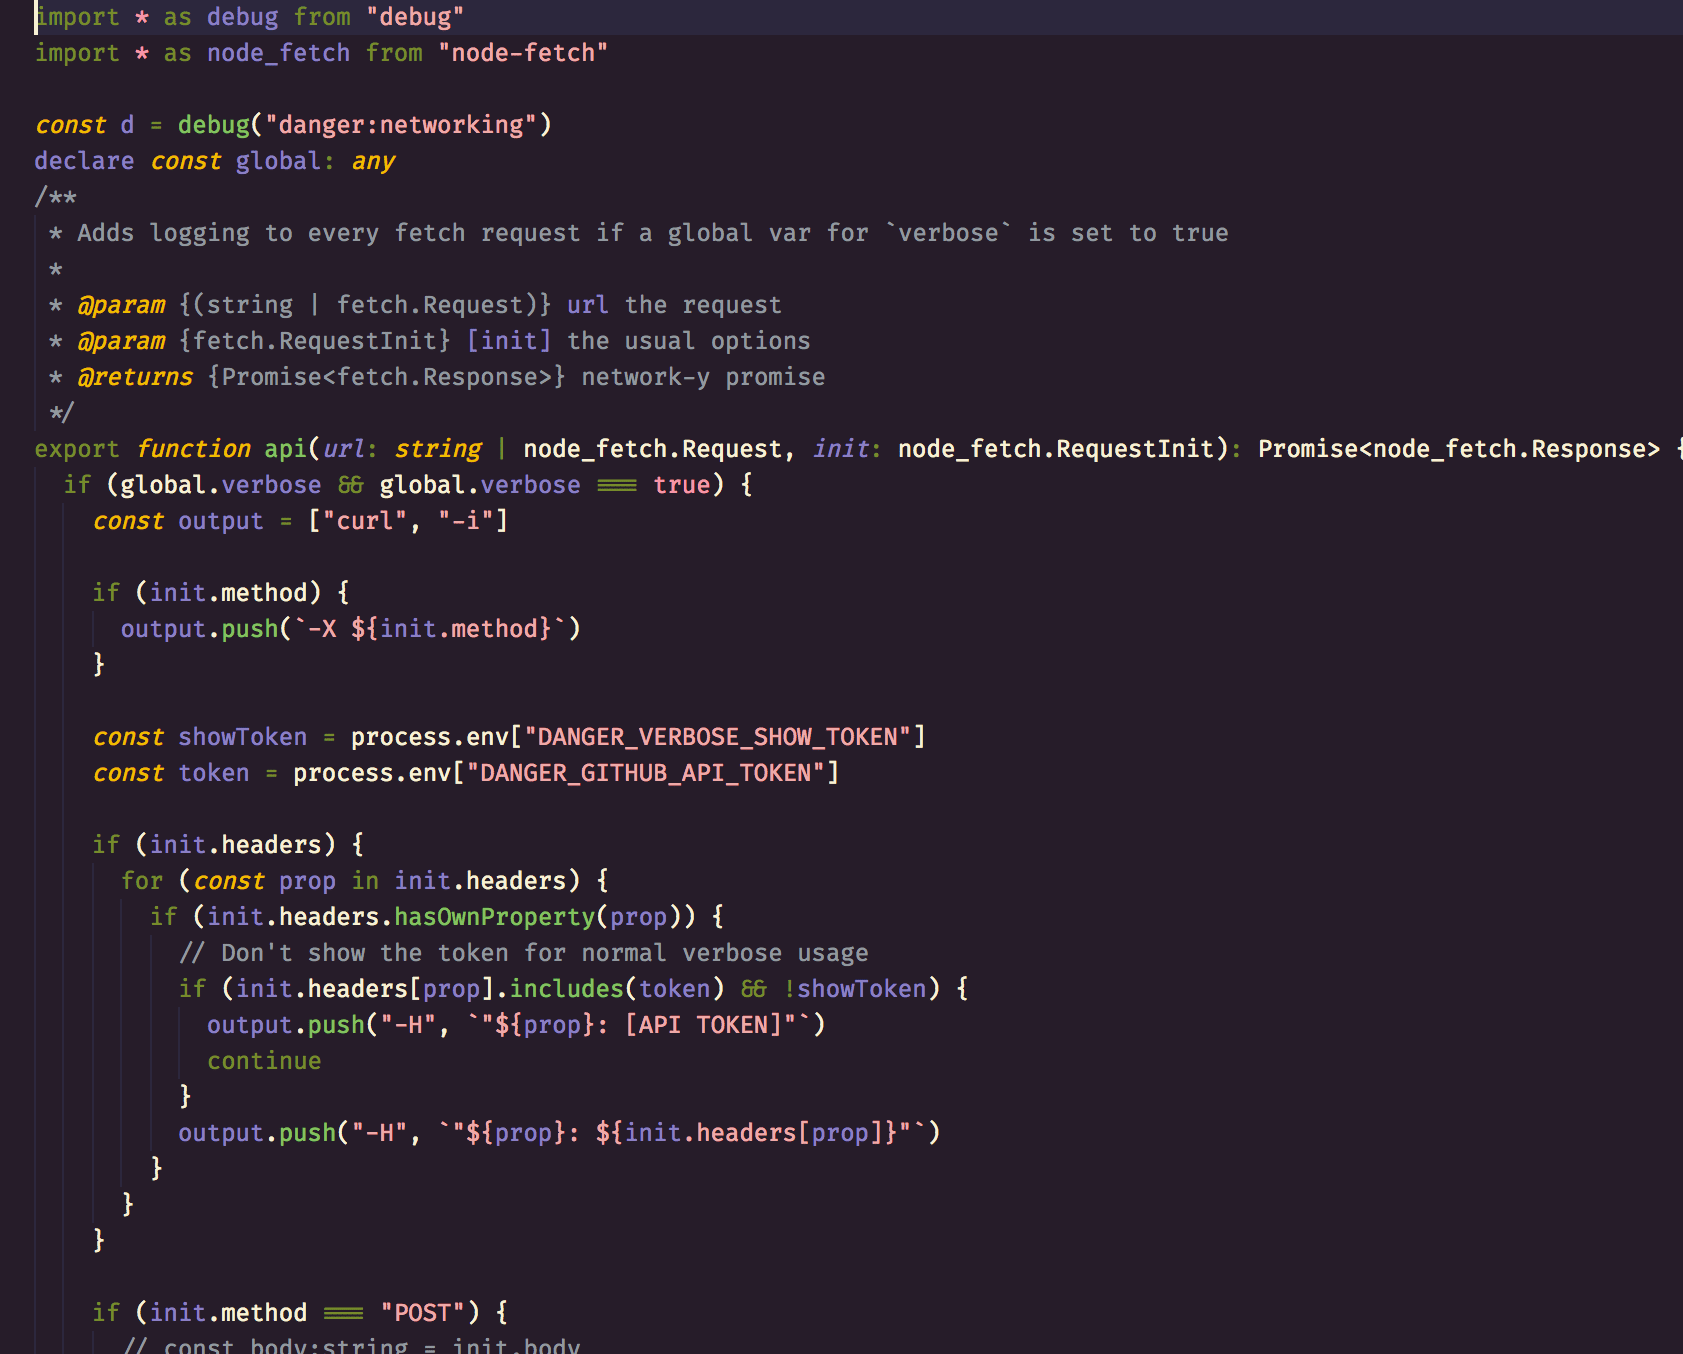 import * as debug from "debug"
import * as node_fetch from "node-fetch"

const d = debug("danger:networking")
declare const global: any
/**
 * Adds logging to every fetch request if a global var for `verbose` is set to true
 *
 * @param {(string | fetch.Request)} url the request
 * @param {fetch.RequestInit} [init] the usual options
 * @returns {Promise<fetch.Response>} network-y promise
 */
export function api(url: string | node_fetch.Request, init: node_fetch.RequestInit): Promise<node_fetch.Response> {
  if (global.verbose && global.verbose === true) {
    const output = ["curl", "-i"]

    if (init.method) {
      output.push(`-X ${init.method}`)
    }

    const showToken = process.env["DANGER_VERBOSE_SHOW_TOKEN"]
    const token = process.env["DANGER_GITHUB_API_TOKEN"]

    if (init.headers) {
      for (const prop in init.headers) {
        if (init.headers.hasOwnProperty(prop)) {
          // Don't show the token for normal verbose usage
          if (init.headers[prop].includes(token) && !showToken) {
            output.push("-H", `"${prop}: [API TOKEN]"`)
            continue
          }
          output.push("-H", `"${prop}: ${init.headers[prop]}"`)
        }
      }
    }

    if (init.method === "POST") {
      // const body:string = init.body